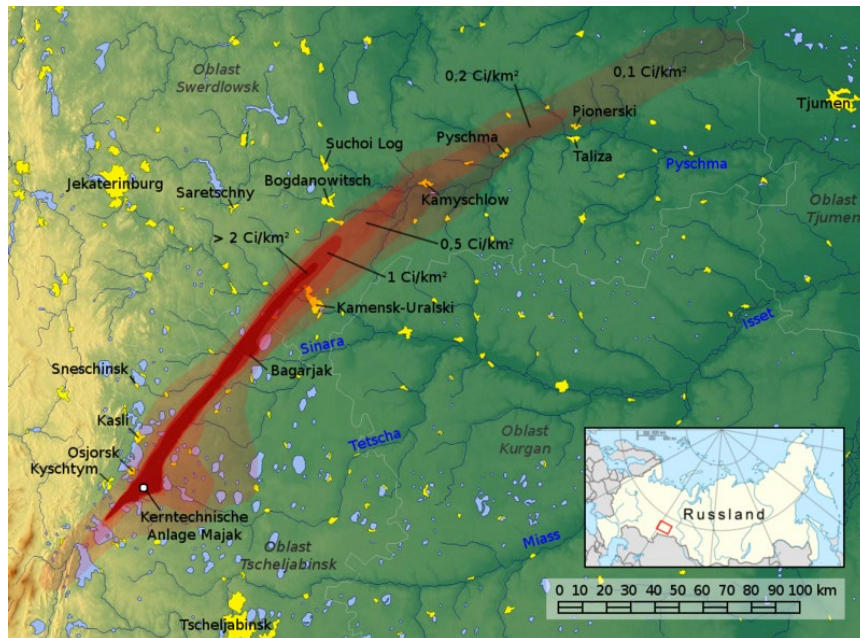 Oblast
Swerdlowsk
0,2 Ci/km²
0,1 Ci/km²
Tjumen
Pionerski
Pyschma
Suchoi Log
Taliza
Pyschma
Jekaterinburg
Saretschny
Bogdanowitsch
Kamyschlow
Oblast
Tjumen
> 2 Ci/km²
0,5 Ci/km²
1 Ci/km²
Kamensk-Uralski
Isset
Sinara
Sneschinsk
Bagarjak
Kasli
Tetscha
Oblast
Kurgan
Osjorsk
Kyschtym
Kerntechnische
Anlage Majak
Oblast
Tscheljabinsk
Miass
Russland
Tscheljabinsk
0 10 20 30 40 50 60 70 80 90 100 km